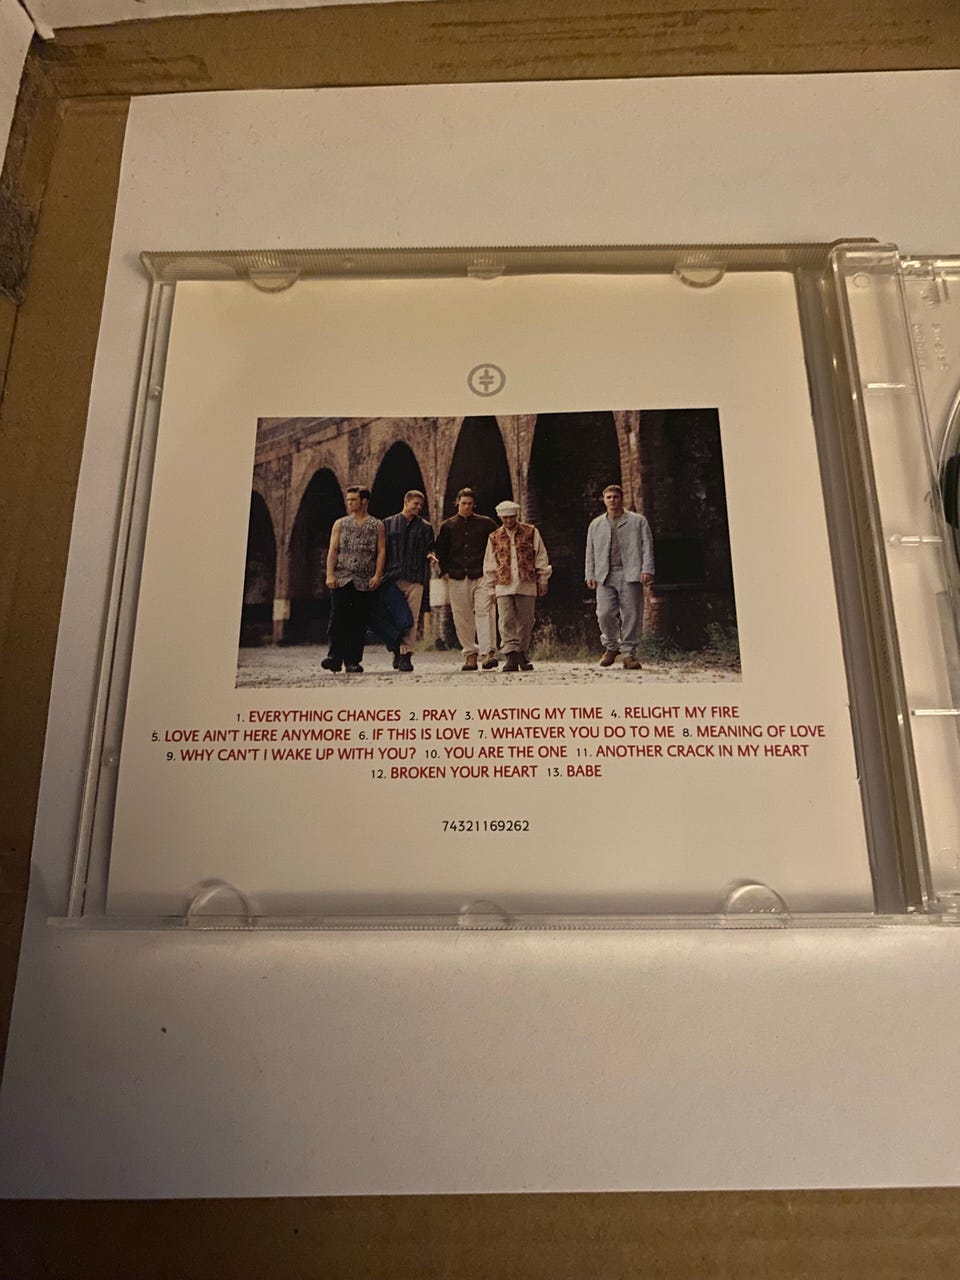 1. EVERYTHING CHANGES 2. PRAY 3. WASTING MY TIME 4. RELIGHT MY FIRE
5. LOVE AIN'T HERE ANYMORE 6. IF THIS IS LOVE 7. WHATEVER YOU DO TO ME 8. MEANING OF LOVE
9. WHY CAN'T I WAKE UP WITH YOU? 10. YOU ARE THE ONE 11. ANOTHER CRACK IN MY HEART
12. BROKEN YOUR HEART 13. BABE
74321169262